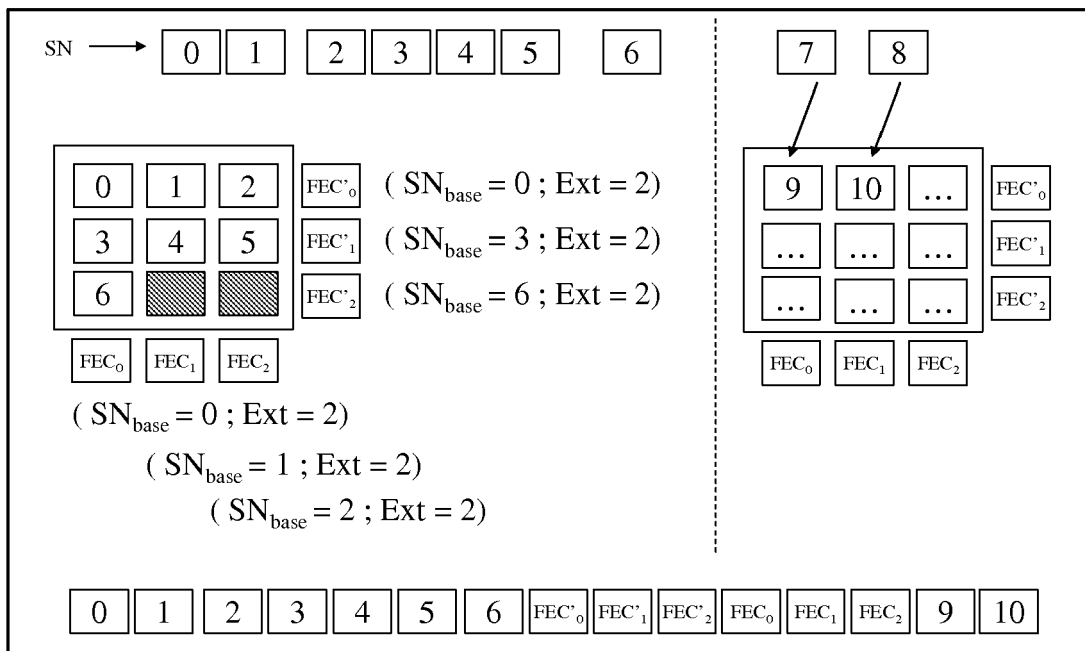 SN 0 1 2 3 4 5 6 7 8
0 1 2 FEC'0 ( SNbase = 0 ; Ext = 2)
3 4 5 FEC'1 ( SNbase = 3 ; Ext = 2)
6 FEC'2 ( SNbase = 6 ; Ext = 2)
FEC0 FEC1 FEC2
( SNbase = 0 ; Ext = 2)
( SNbase = 1 ; Ext = 2)
( SNbase = 2 ; Ext = 2)
9 10 ... FEC'0
... ... ... FEC'1
... ... ... FEC'2
FEC0 FEC1 FEC2
0 1 2 3 4 5 6 FEC'0 FEC'1 FEC'2 FEC0 FEC1 FEC2 9 10